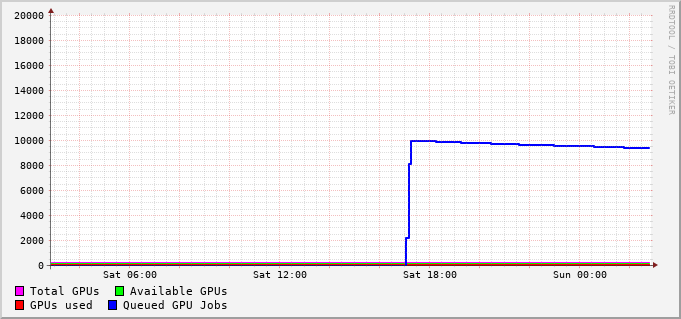 20000
18000
16000
14000
12000
10000
8000
6000
4000
2000
0
Sat 06:00 Sat 12:00 Sat 18:00 Sun 00:00
Total GPUs Available GPUs
GPUs used Queued GPU Jobs
RRDTOOL / TOBI OETIKER